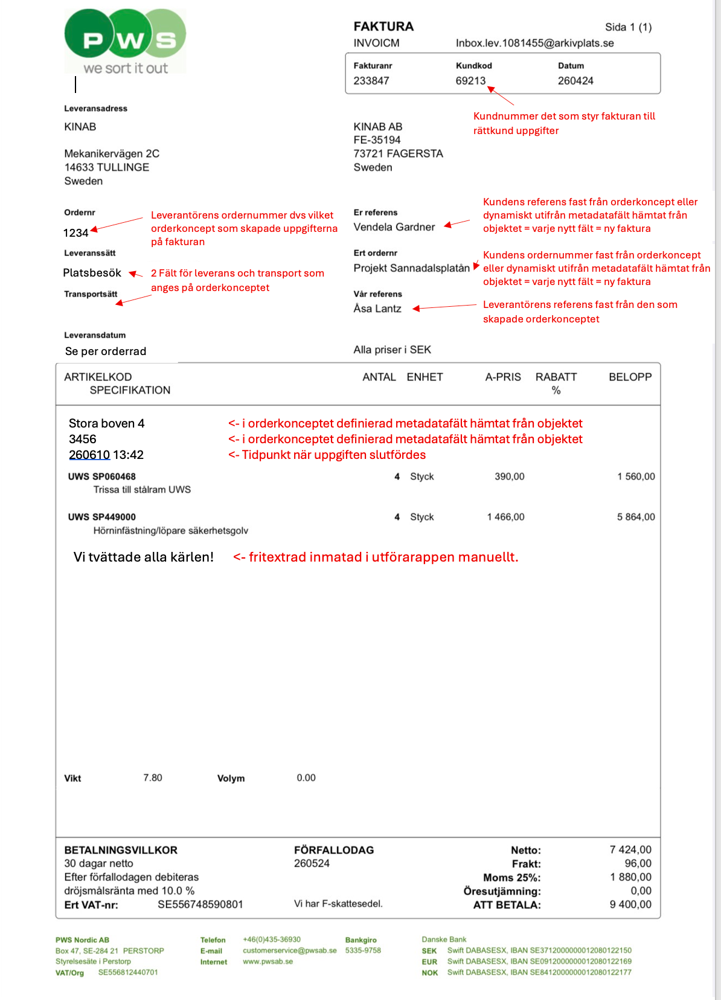 PWS
we sort it out
FAKTURA
Sida 1 (1)
INVOICM
Inbox.lev.1081455@arkivplats.se
Fakturanr Kundkod Datum
233847 69213 260424
Kundnummer det som styr fakturan till
rättkund uppgifter
Leveransadress
KINAB
Mekanikervägen 2C
14633 TULLINGE
Sweden
KINAB AB
FE-35194
73721 FAGERSTA
Sweden
Ordernr
1234
Leverantörens ordernummer dvs vilket
orderkoncept som skapade uppgifterna
på fakturan
Leveranssätt
Platsbesök
2 Fält för leverans och transport som
anges på orderkonceptet
Transportsätt
Leveransdatum
Se per orderrad
Er referens
Vendela Gardner
Kundens referens fast från orderkoncept eller
dynamiskt utifrån metadatafält hämtat från
objektet = varje nytt fält = ny faktura
Ert ordernr
Projekt Sannadalsplatån
Kundens ordernummer fast från orderkoncept
eller dynamiskt utifrån metadatafält hämtat från
objektet = varje nytt fält = ny faktura
Vår referens
Åsa Lantz
Leverantörens referens fast från den som
skapade orderkonceptet
Alla priser i SEK
ARTIKELKOD ANTAL ENHET A-PRIS RABATT BELOPP
SPECIFIKATION %
Stora boven 4 <- i orderkonceptet definierad metadatafält hämtat från objektet
3456 <- i orderkonceptet definierad metadatafält hämtat från objektet
260610 13:42 <- Tidpunkt när uppgiften slutfördes
UWS SP060468 4 Styck 390,00 1 560,00
Trissa till stålram UWS
UWS SP449000 4 Styck 1 466,00 5 864,00
Hörninfästning/löpare säkerhetsgolv
Vi tvättade alla kärlen! <- fritextrad inmatad i utförarappen manuellt.
Vikt 7.80 Volym 0.00
BETALNINGSVILLKOR
30 dagar netto
Efter förfallodagen debiteras
dröjsmålsränta med 10.0 %
Ert VAT-nr: SE556748590801
FÖRFALLODAG
260524
Vi har F-skattesedel.
Netto: 7 424,00
Frakt: 96,00
Moms 25%: 1 880,00
Öresutjämning: 0,00
ATT BETALA: 9 400,00
PWS Nordic AB
Box 47, SE-284 21 PERSTORP
Styrelsesäte i Perstorp
VAT/Org SE556812440701
Telefon +46(0)435-36930
E-mail customerservice@pwsab.se
Internet www.pwsab.se
Bankgiro
5335-9758
Danske Bank
SEK Swift DABASESX, IBAN SE3712000000012080122150
EUR Swift DABASESX, IBAN SE0912000000012080122169
NOK Swift DABASESX, IBAN SE8412000000012080122177